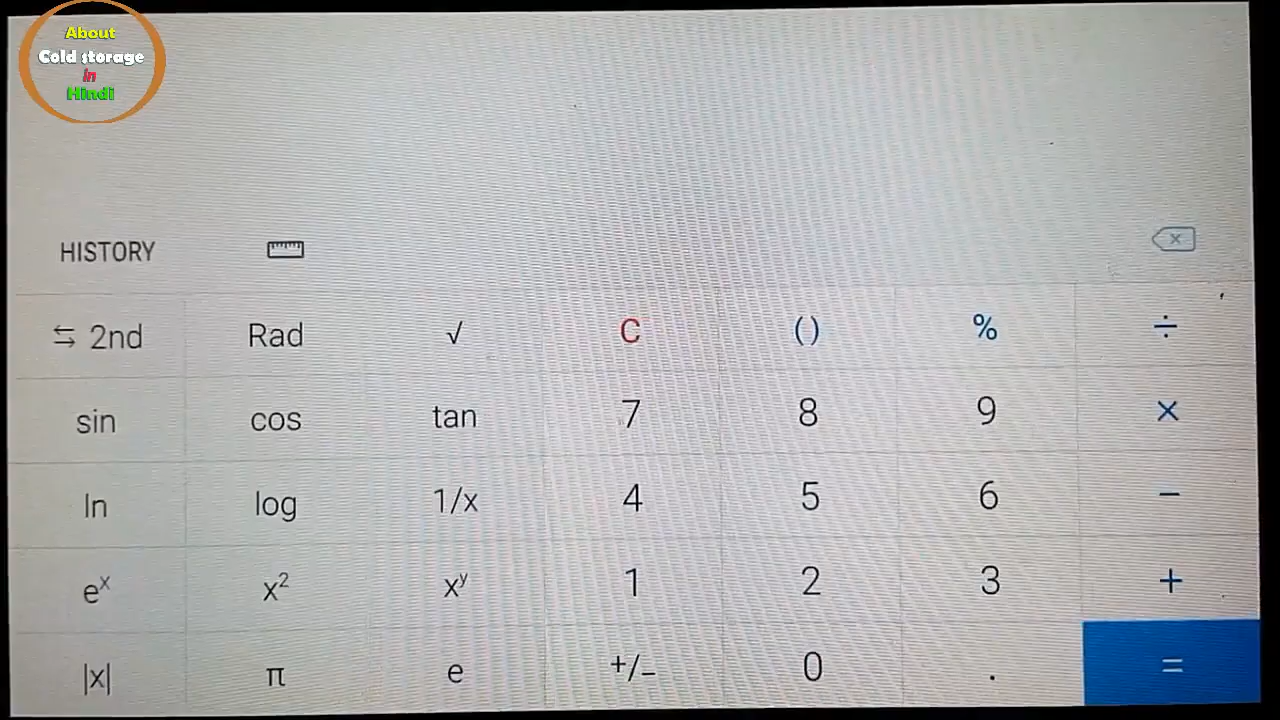 About
Cold storage
in
Hindi
HISTORY
⇆ 2nd Rad √ C () % ÷
sin cos tan 7 8 9 ×
ln log 1/x 4 5 6 −
eˣ x² xʸ 1 2 3 +
|x| π e +/− 0 . =